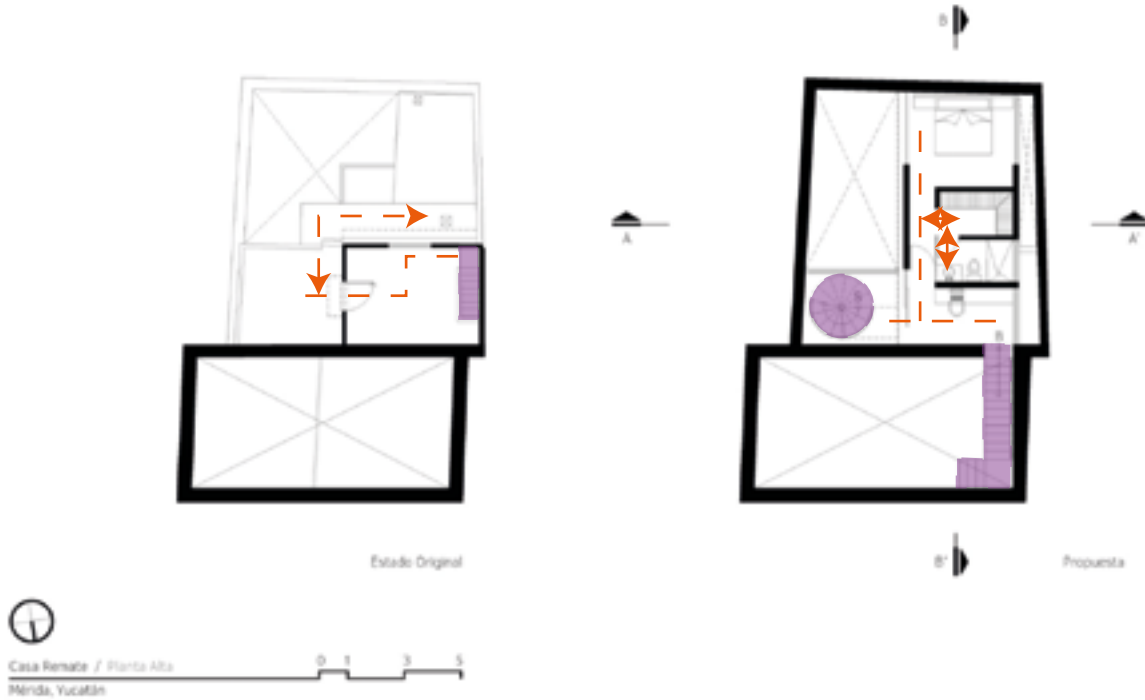 B
A
A'
B
B
Estado Original
B'
Propuesta
Casa Remate / Planta Alta
0 1 3 5
Mérida, Yucatán